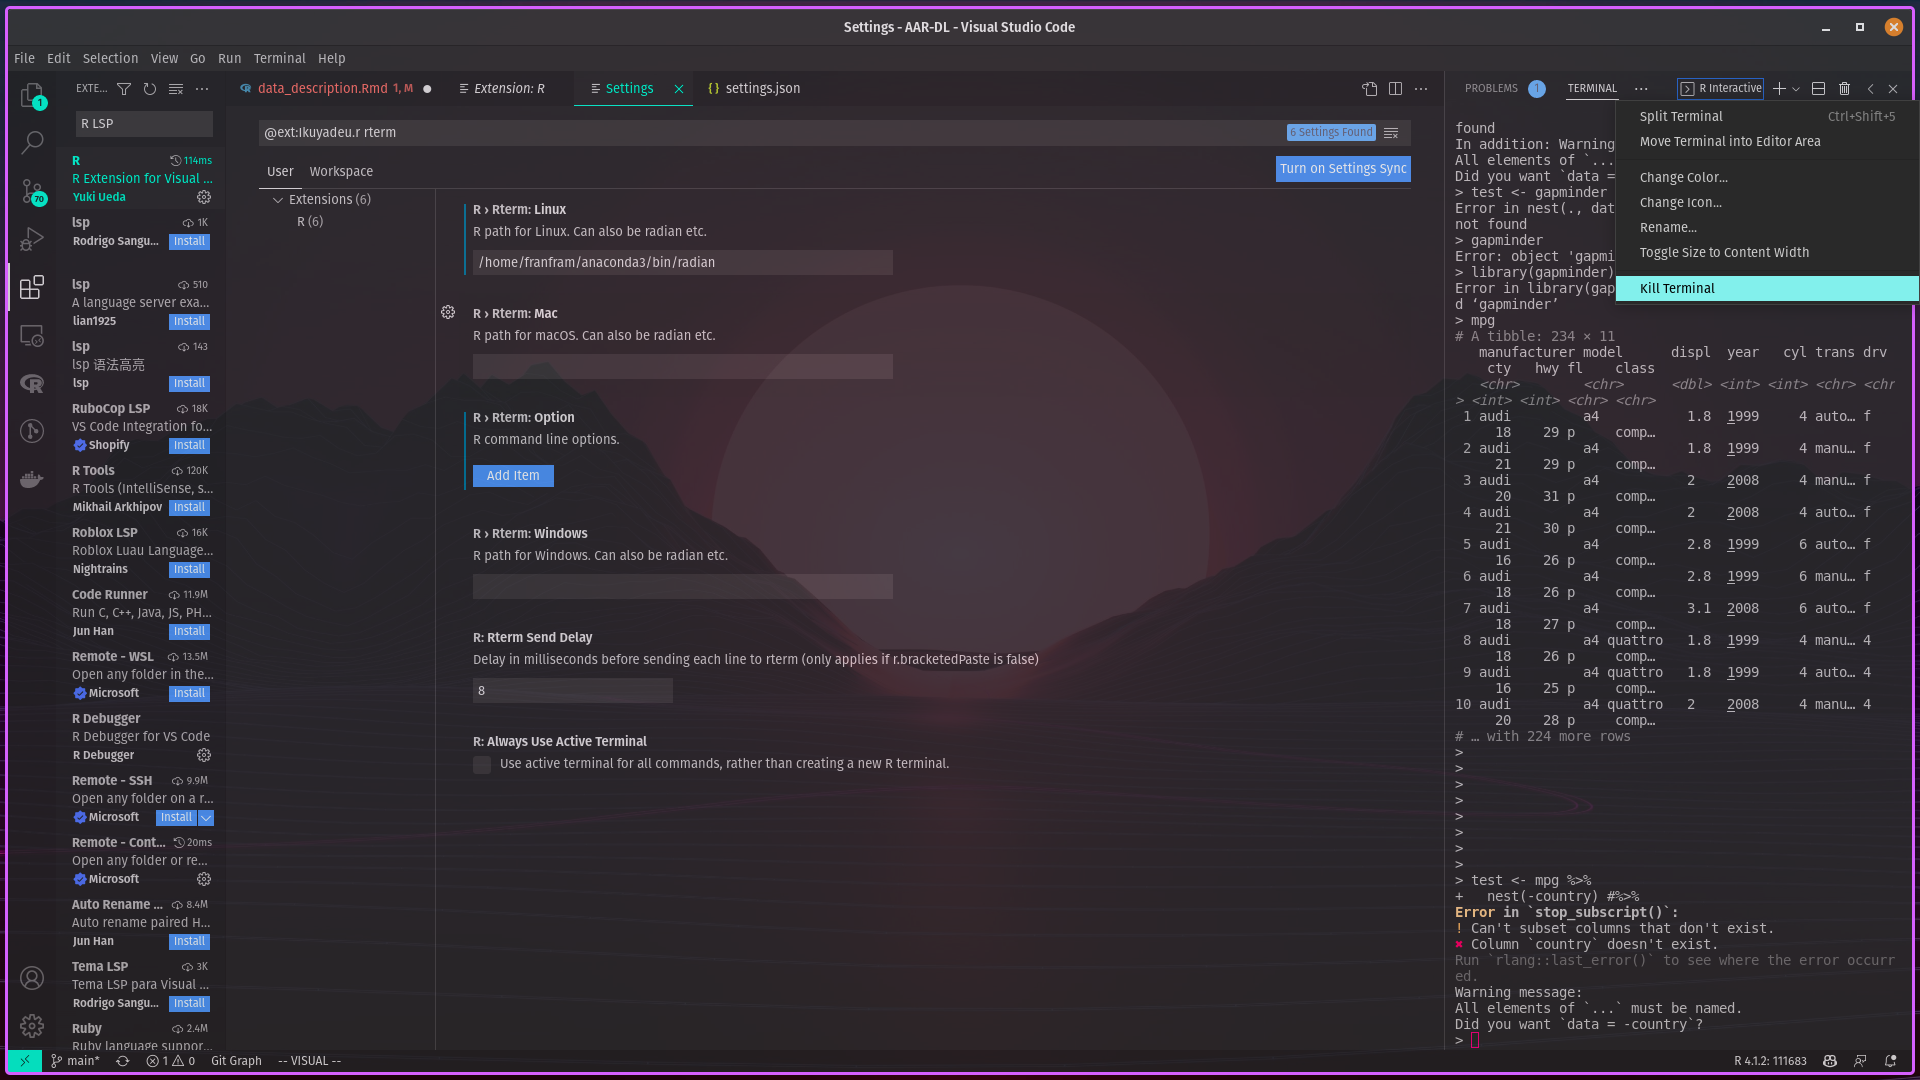 Settings - AAR-DL - Visual Studio Code
File Edit Selection View Go Run Terminal Help
EXTE...
R LSP
R 114ms
R Extension for Visual ...
Yuki Ueda
lsp 1K
Rodrigo Sangu... Install
lsp 510
A language server exa...
lian1925 Install
lsp 143
lsp 语法高亮
lsp Install
RuboCop LSP 18K
VS Code Integration fo...
Shopify Install
R Tools 120K
R Tools (IntelliSense, s...
Mikhail Arkhipov Install
Roblox LSP 16K
Roblox Luau Language...
Nightrains Install
Code Runner 11.9M
Run C, C++, Java, JS, PH...
Jun Han Install
Remote - WSL 13.5M
Open any folder in the...
Microsoft Install
R Debugger
R Debugger for VS Code
R Debugger
Remote - SSH 9.9M
Open any folder on a r...
Microsoft Install
Remote - Cont... 20ms
Open any folder or re...
Microsoft
Auto Rename ... 8.4M
Auto rename paired H...
Jun Han Install
Tema LSP 3K
Tema LSP para Visual ...
Rodrigo Sangu... Install
Ruby 2.4M
Ruby language suppor...
1
70
data_description.Rmd 1, M
Extension: R
Settings
{} settings.json
@ext:Ikuyadeu.r rterm
6 Settings Found
User Workspace
Turn on Settings Sync
Extensions (6)
R (6)
R › Rterm: Linux
R path for Linux. Can also be radian etc.
/home/franfram/anaconda3/bin/radian
R › Rterm: Mac
R path for macOS. Can also be radian etc.
R › Rterm: Option
R command line options.
Add Item
R › Rterm: Windows
R path for Windows. Can also be radian etc.
R: Rterm Send Delay
Delay in milliseconds before sending each line to rterm (only applies if r.bracketedPaste is false)
8
R: Always Use Active Terminal
Use active terminal for all commands, rather than creating a new R terminal.
PROBLEMS 1 TERMINAL ... R Interactive
Split Terminal Ctrl+Shift+5
Move Terminal into Editor Area
Change Color...
Change Icon...
Rename...
Toggle Size to Content Width
Kill Terminal
found
In addition: Warning
All elements of `...
Did you want `data =
> test <- gapminder
Error in nest(., dat
not found
> gapminder
Error: object 'gapmi
> library(gapminder)
Error in library(gap
d ‘gapminder’
> mpg
# A tibble: 234 × 11
manufacturer model displ year cyl trans drv
cty hwy fl class
<chr> <chr> <dbl> <int> <int> <chr> <chr
> <int> <int> <chr> <chr>
1 audi a4 1.8 1999 4 auto… f
18 29 p comp…
2 audi a4 1.8 1999 4 manu… f
21 29 p comp…
3 audi a4 2 2008 4 manu… f
20 31 p comp…
4 audi a4 2 2008 4 auto… f
21 30 p comp…
5 audi a4 2.8 1999 6 auto… f
16 26 p comp…
6 audi a4 2.8 1999 6 manu… f
18 26 p comp…
7 audi a4 3.1 2008 6 auto… f
18 27 p comp…
8 audi a4 quattro 1.8 1999 4 manu… 4
18 26 p comp…
9 audi a4 quattro 1.8 1999 4 auto… 4
16 25 p comp…
10 audi a4 quattro 2 2008 4 manu… 4
20 28 p comp…
# … with 224 more rows
>
>
>
>
>
>
>
>
> test <- mpg %>%
+ nest(-country) #%>%
Error in `stop_subscript()`:
! Can't subset columns that don't exist.
✖ Column `country` doesn't exist.
Run `rlang::last_error()` to see where the error occurr
ed.
Warning message:
All elements of `...` must be named.
Did you want `data = -country`?
>
main* 1 0 Git Graph -- VISUAL --
R 4.1.2: 111683